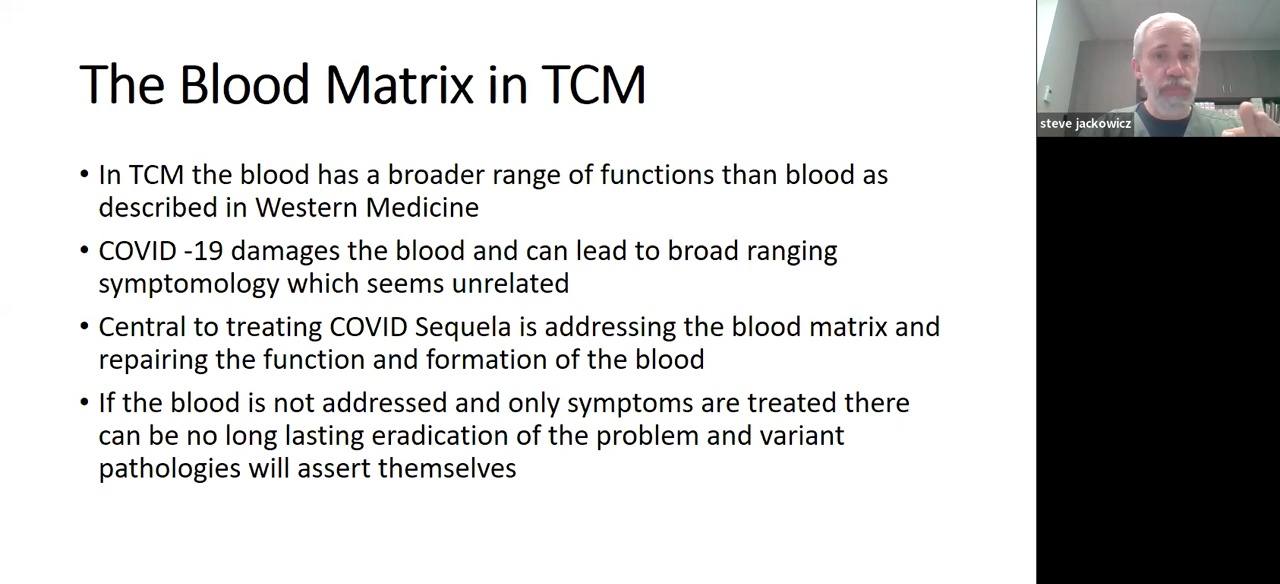 The Blood Matrix in TCM
• In TCM the blood has a broader range of functions than blood as
described in Western Medicine
• COVID -19 damages the blood and can lead to broad ranging
symptomology which seems unrelated
• Central to treating COVID Sequela is addressing the blood matrix and
repairing the function and formation of the blood
• If the blood is not addressed and only symptoms are treated there
can be no long lasting eradication of the problem and variant
pathologies will assert themselves
steve jackowicz